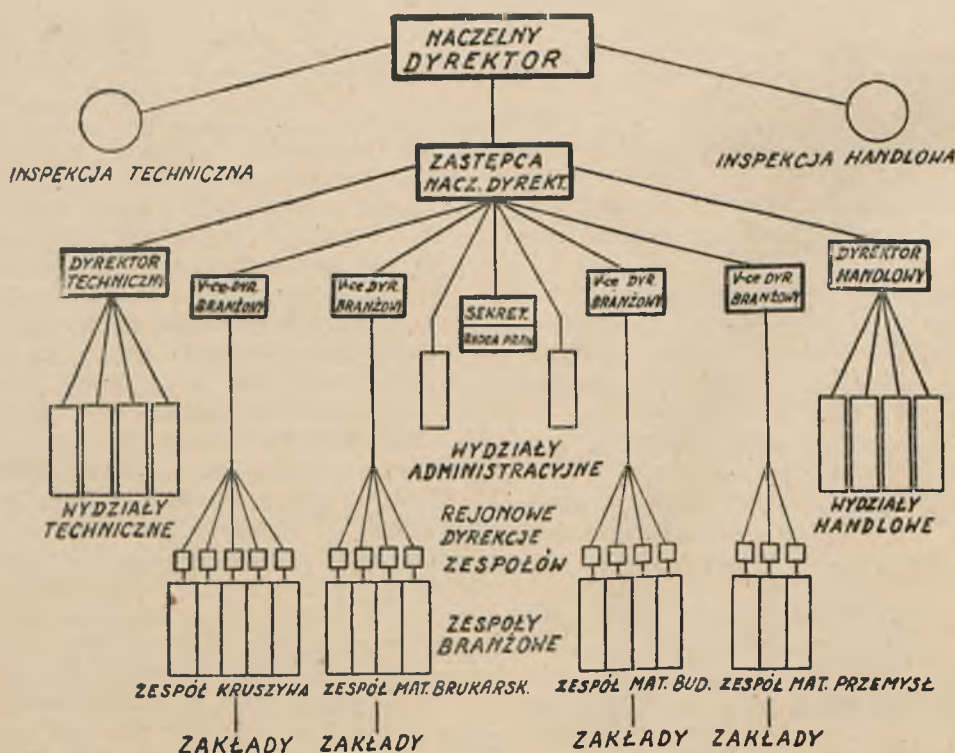 NACZELNY
DYREKTOR
INSPEKCJA TECHNICZNA
INSPEKCJA HANDLOWA
ZASTĘPCA
NACZ. DYREKT.
DYREKTOR
TECHNICZN
V-ce DYR.
BRANŻOWY
V-ce DYR.
BRANŻOWY
SEKRET.
V-ce DYR.
BRANŻOWY
V-ce DYR.
BRANŻOWY
DYREKTOR
HANDLOWY
WYDZIAŁY
TECHNICZNE
WYDZIAŁY
ADMINISTRACYJNE
WYDZIAŁY
HANDLOWE
REJONOWE
DYREKCJE
ZESPOŁÓW
ZESPOŁY
BRANŻOWE
ZESPÓŁ KRUSZYWA
ZESPÓŁ MAT. BRUKARSK.
ZESPÓŁ MAT. BUD.
ZESPÓŁ MAT. PRZEMYSŁ
ZAKŁADY
ZAKŁADY
ZAKŁADY
ZAKŁADY